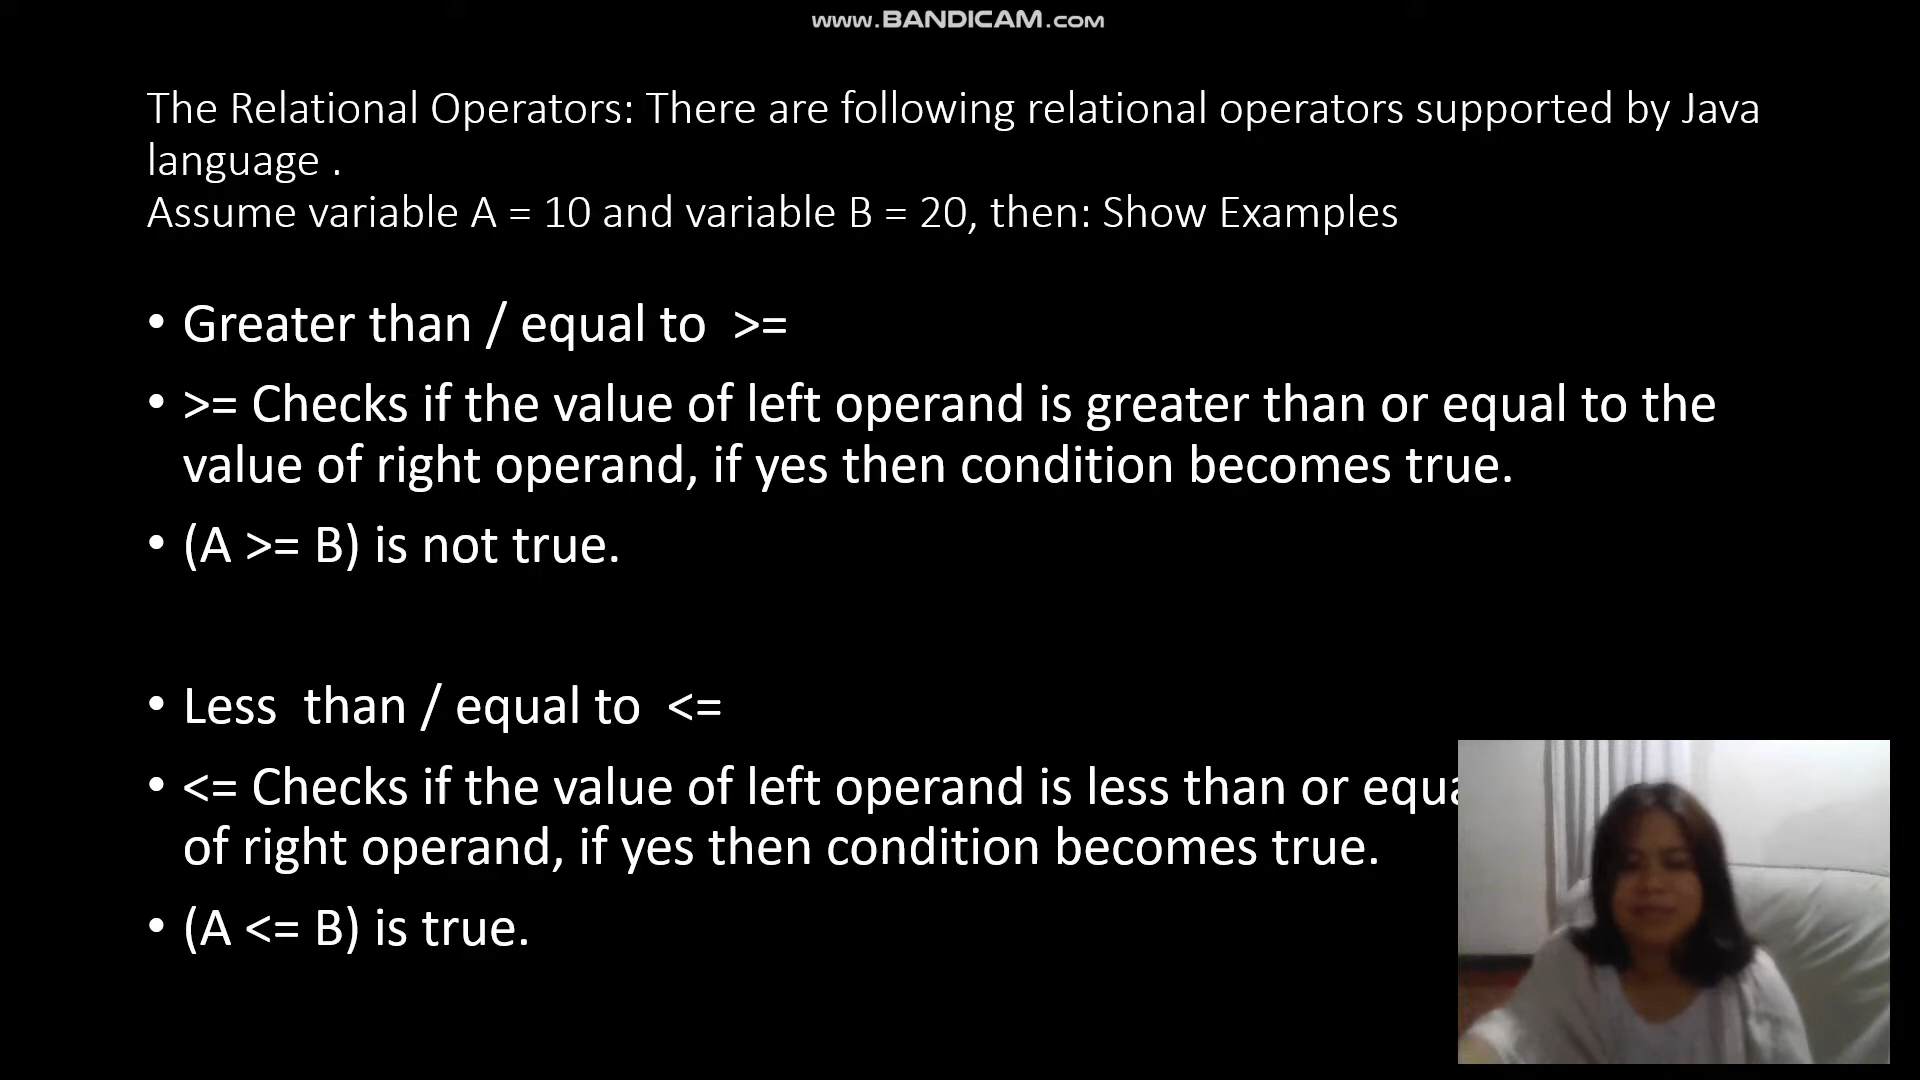 www.BANDICAM.com
The Relational Operators: There are following relational operators supported by Java
language .
Assume variable A = 10 and variable B = 20, then: Show Examples
• Greater than / equal to  >=
• >= Checks if the value of left operand is greater than or equal to the
value of right operand, if yes then condition becomes true.
• (A >= B) is not true.
• Less  than / equal to  <=
• <= Checks if the value of left operand is less than or
of right operand, if yes then condition becomes true.
• (A <= B) is true.